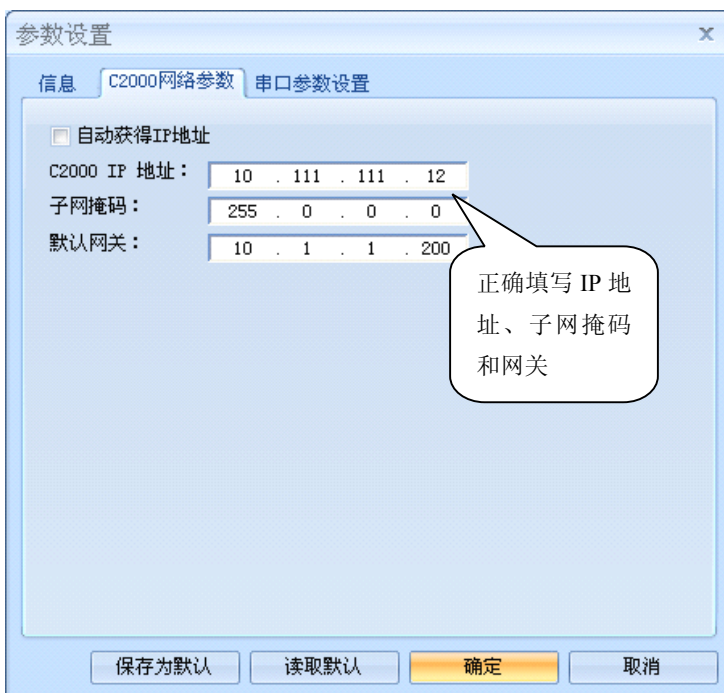 参数设置
信息 C2000网络参数 串口参数设置
自动获得IP地址
C2000 IP 地址： 10 . 111 . 111 . 12
子网掩码： 255 . 0 . 0 . 0
默认网关： 10 . 1 . 1 . 200
正确填写 IP 地
址、子网掩码
和网关
保存为默认 读取默认 确定 取消